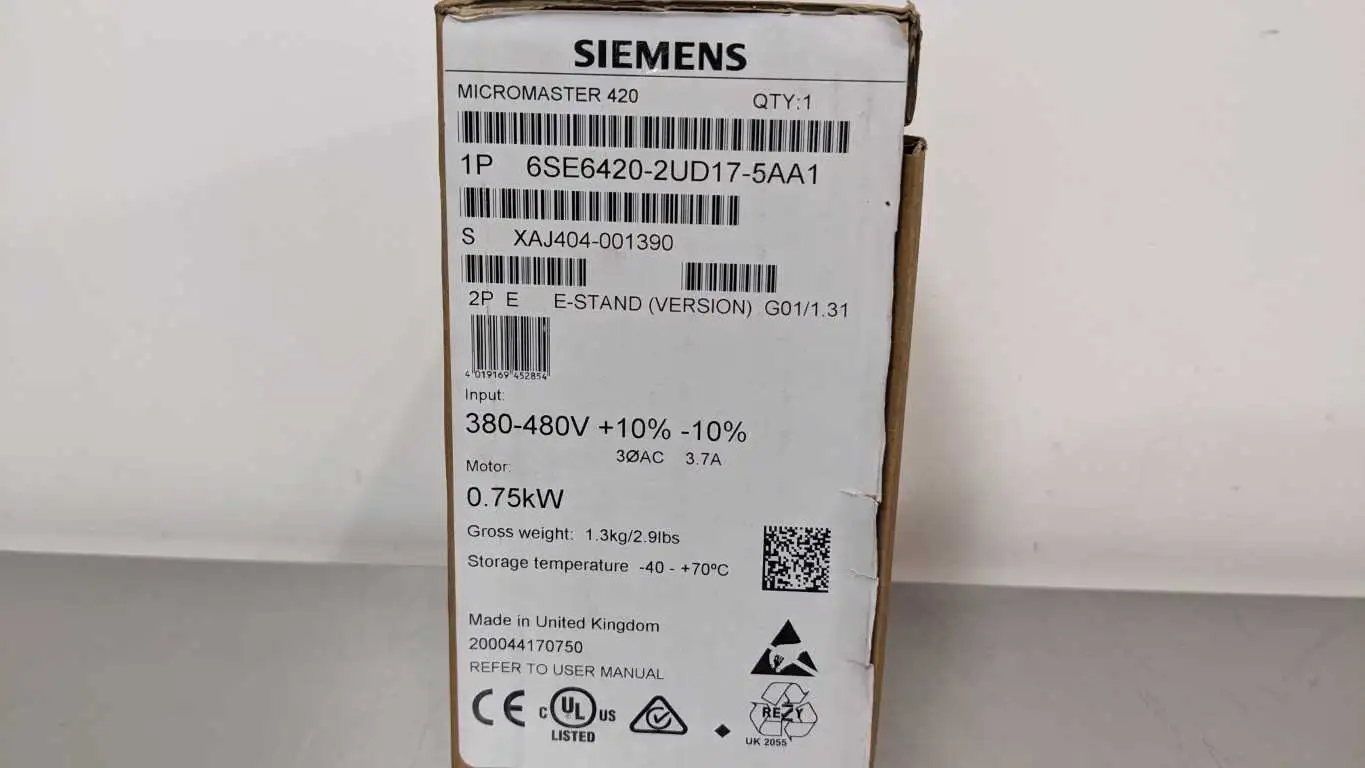 SIEMENS
MICROMASTER 420 QTY:1
1P 6SE6420-2UD17-5AA1
S XAJ404-001390
2P E E-STAND (VERSION) G01/1.31
4 019169 452854
Input:
380-480V +10% -10%
3ØAC 3.7A
Motor:
0.75kW
Gross weight: 1.3kg/2.9lbs
Storage temperature -40 - +70ºC
Made in United Kingdom
200044170750
REFER TO USER MANUAL
CE C UL US
LISTED
REZY
UK 2055